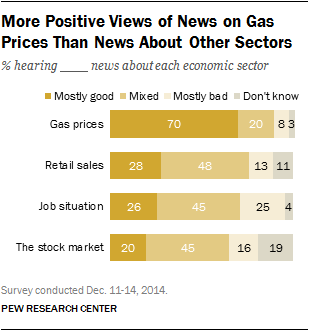 More Positive Views of News on Gas
Prices Than News About Other Sectors
% hearing ____ news about each economic sector
Mostly good Mixed Mostly bad Don't know
Gas prices 70 20 8 3
Retail sales 28 48 13 11
Job situation 26 45 25 4
The stock market 20 45 16 19
Survey conducted Dec. 11-14, 2014.
PEW RESEARCH CENTER